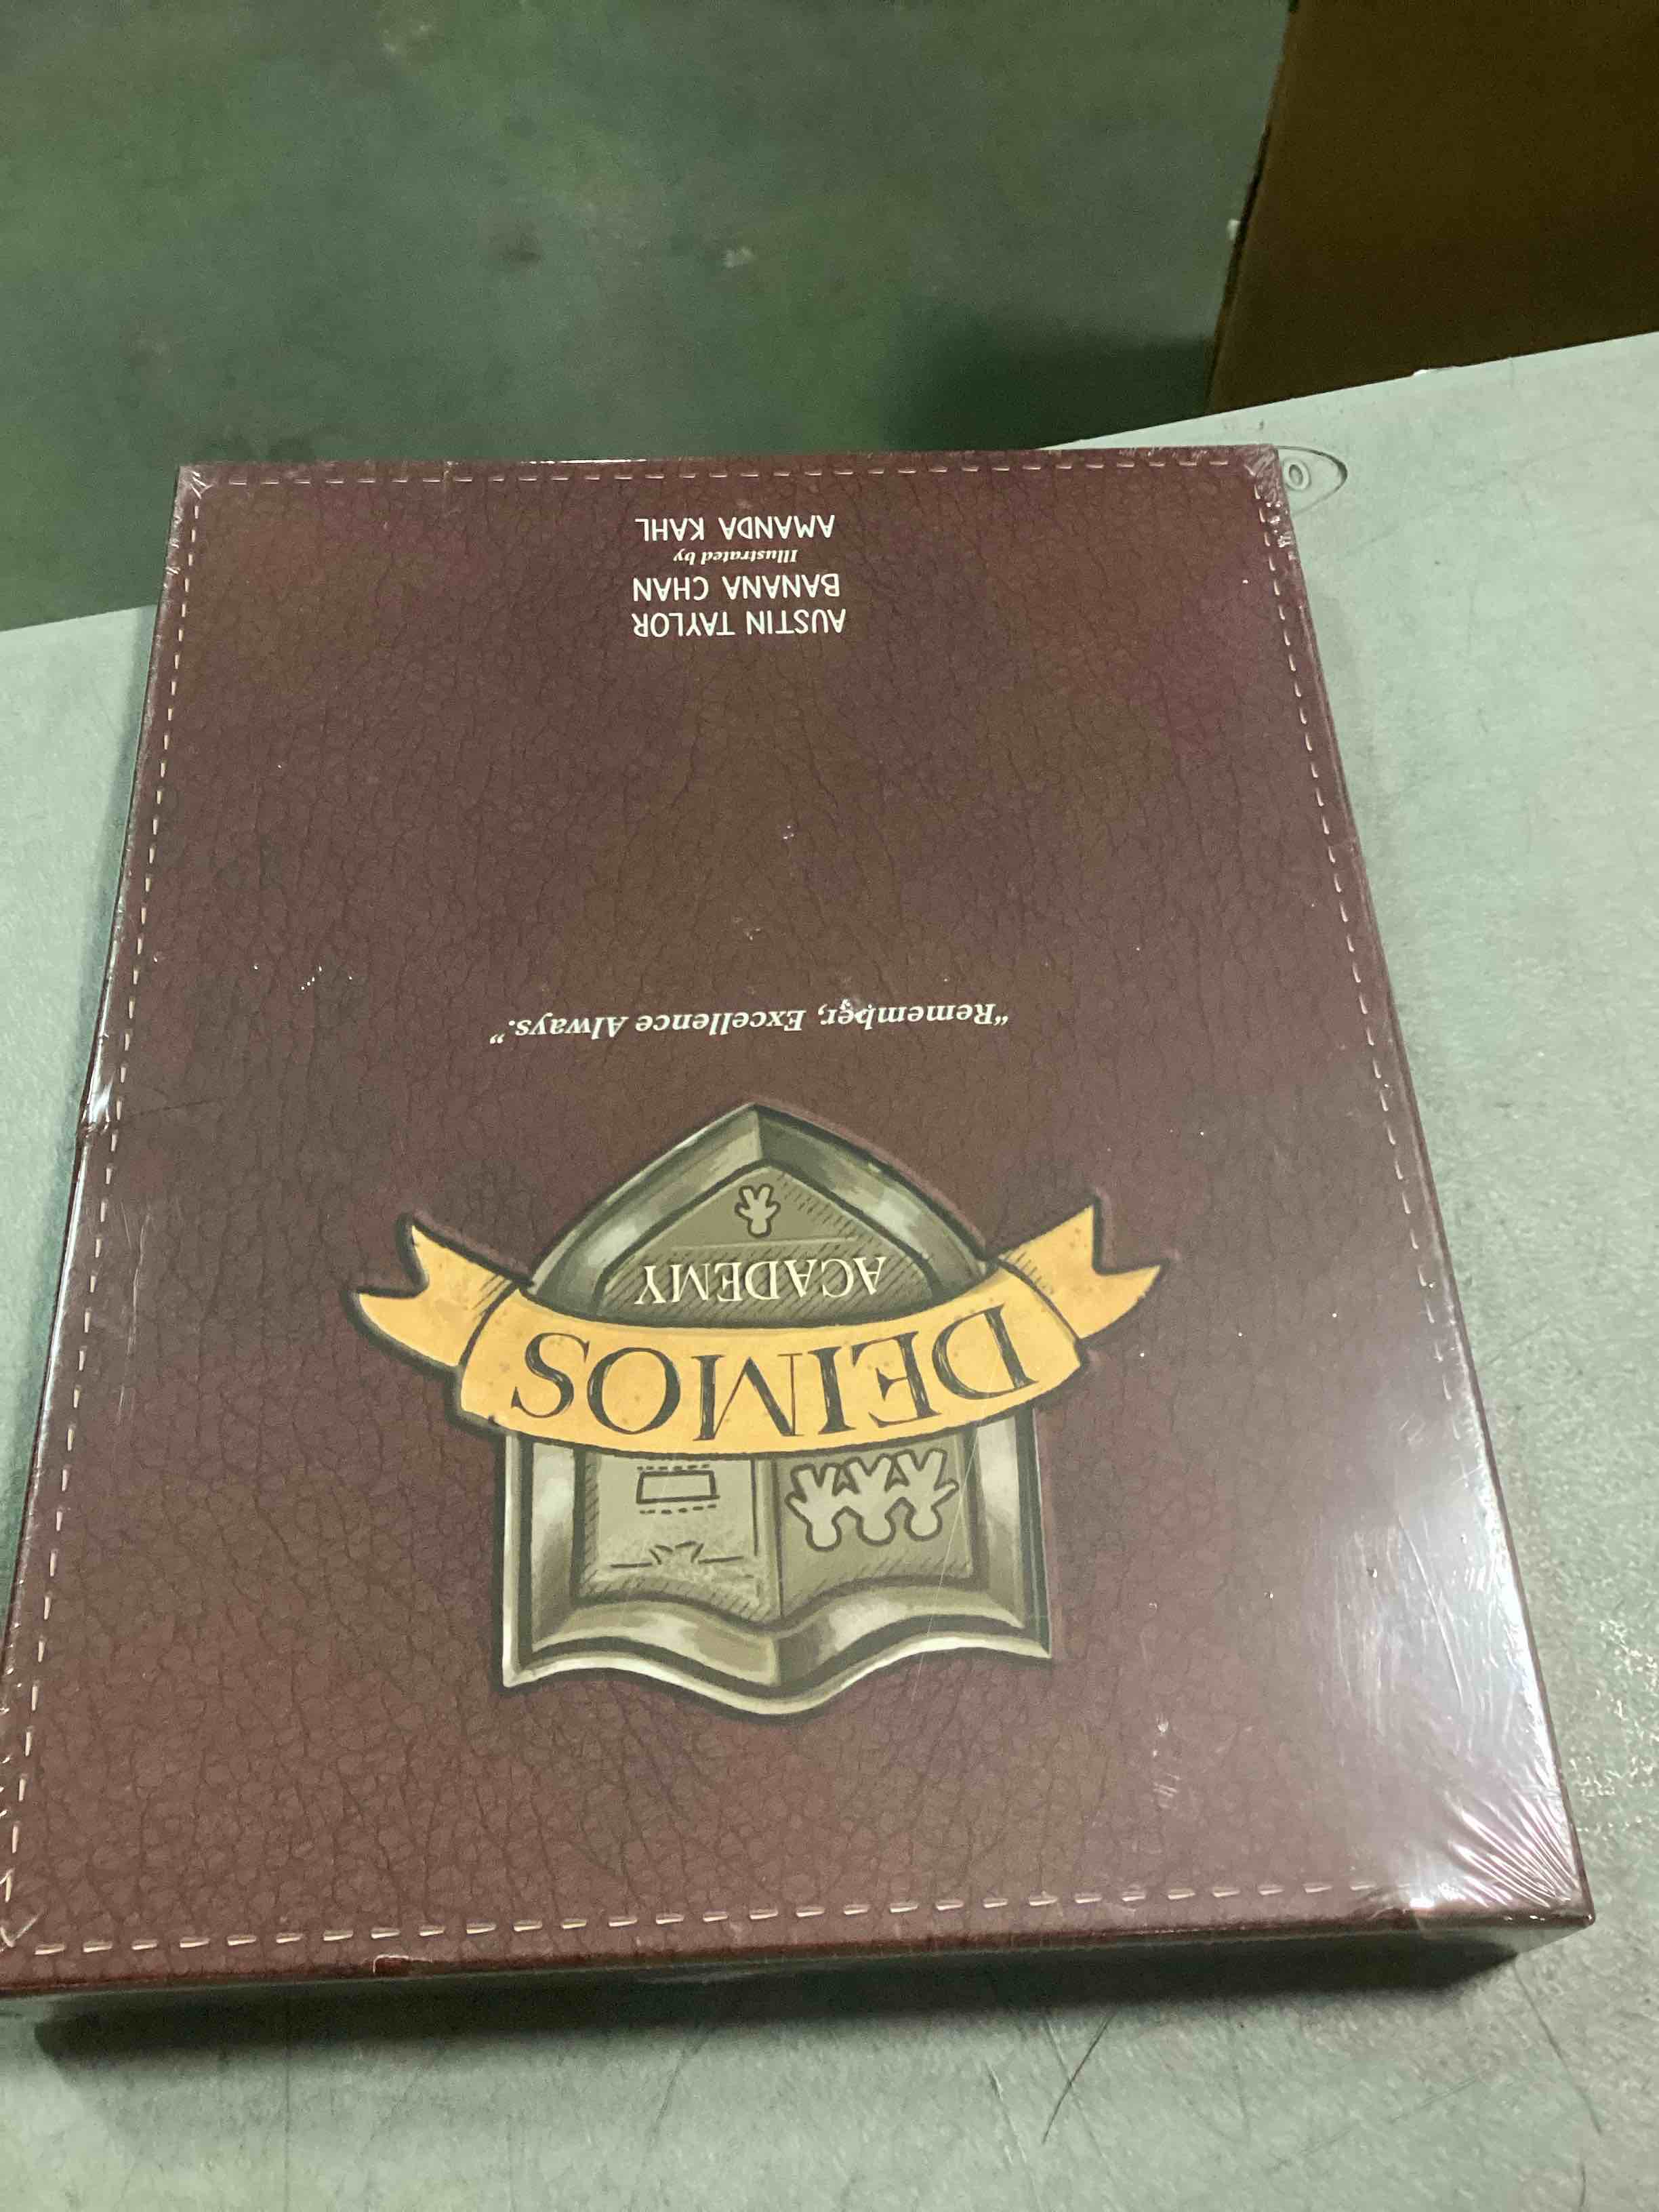 DEIMOS
ACADEMY
"Remember, Excellence Always."
AUSTIN TAYLOR
BANANA CHAN
Illustrated by
AMANDA KAHL